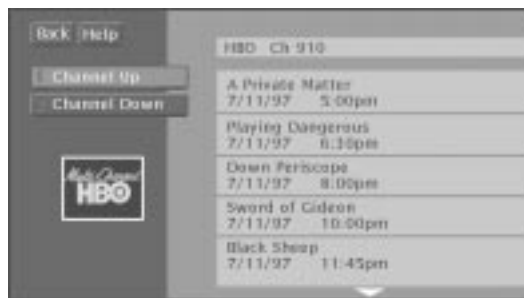 Back Help
HBO Ch 910
Channel Up
Channel Down
HBO
A Private Matter
7/11/97 5:00pm
Playing Dangerous
7/11/97 6:30pm
Down Periscope
7/11/97 8:00pm
Sword of Gideon
7/11/97 10:00pm
Black Sheep
7/11/97 11:45pm